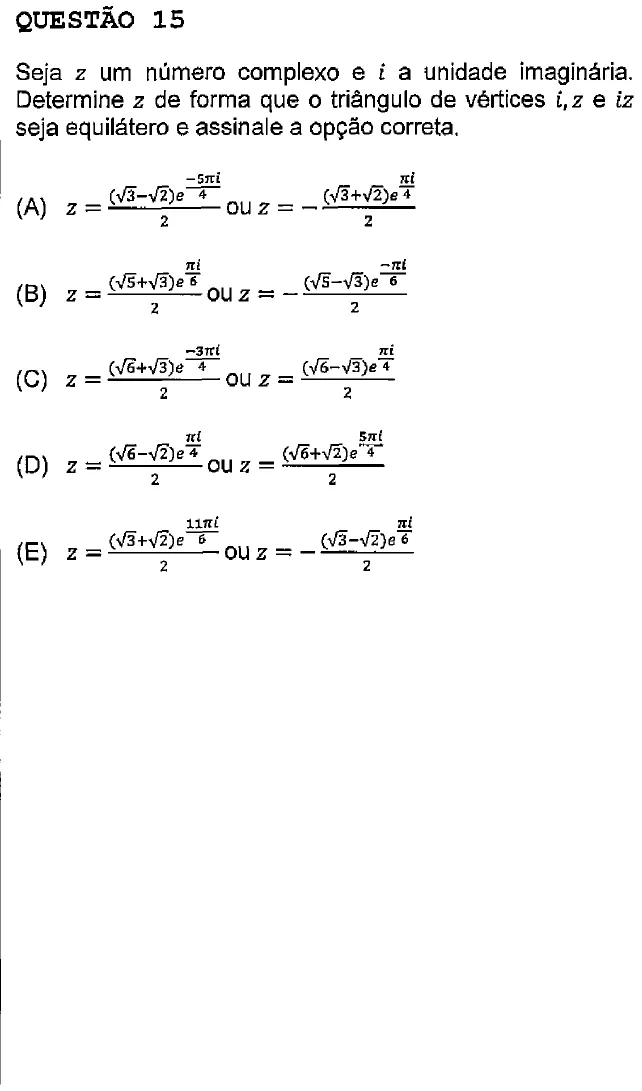 QUESTÃO 15
Seja z um número complexo e i a unidade imaginária.
Determine z de forma que o triângulo de vértices i, z e iz
seja equilátero e assinale a opção correta.
(A) z = (√3−√2)e^(−5πi/4)/2 ou z = −(√3+√2)e^(πi/4)/2
(B) z = (√5+√3)e^(πi/6)/2 ou z = −(√5−√3)e^(−πi/6)/2
(C) z = (√6+√3)e^(−3πi/4)/2 ou z = (√6−√3)e^(πi/4)/2
(D) z = (√6−√2)e^(πi/4)/2 ou z = (√6+√2)e^(5πi/4)/2
(E) z = (√3+√2)e^(11πi/6)/2 ou z = −(√3−√2)e^(πi/6)/2